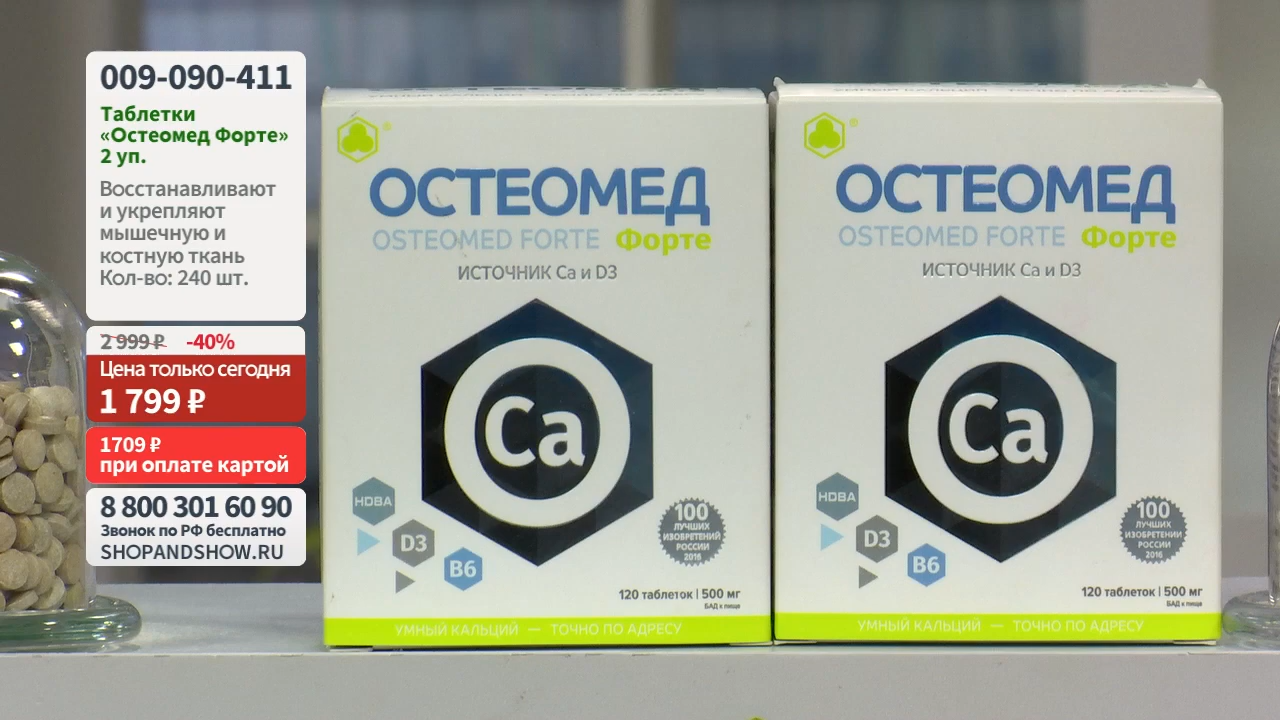 009-090-411
Таблетки
«Остеомед Форте»
2 уп.
Восстанавливают
и укрепляют
мышечную и
костную ткань
Кол-во: 240 шт.
2 999 ₽ -40%
Цена только сегодня
1 799 ₽
1709 ₽
при оплате картой
8 800 301 60 90
Звонок по РФ бесплатно
SHOPANDSHOW.RU
®
ОСТЕОМЕД
OSTEOMED FORTE Форте
ИСТОЧНИК Ca и D3
Ca
HDBA
D3
B6
100
ЛУЧШИХ
ИЗОБРЕТЕНИЙ
РОССИИ
2016
120 таблеток | 500 мг
БАД к пище
УМНЫЙ КАЛЬЦИЙ — ТОЧНО ПО АДРЕСУ
®
ОСТЕОМЕД
OSTEOMED FORTE Форте
ИСТОЧНИК Ca и D3
Ca
HDBA
D3
B6
100
ЛУЧШИХ
ИЗОБРЕТЕНИЙ
РОССИИ
2016
120 таблеток | 500 мг
БАД к пище
УМНЫЙ КАЛЬЦИЙ — ТОЧНО ПО АДРЕСУ